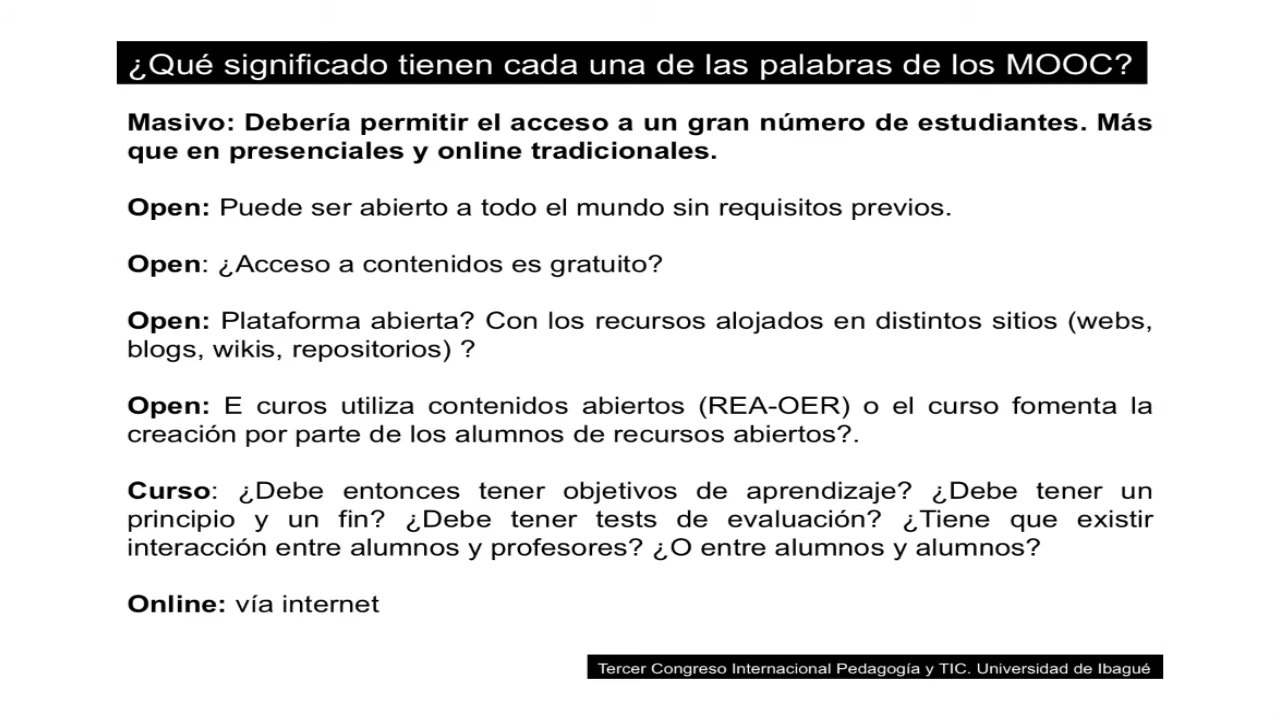 ¿Qué significado tienen cada una de las palabras de los MOOC?
Masivo: Debería permitir el acceso a un gran número de estudiantes. Más
que en presenciales y online tradicionales.
Open: Puede ser abierto a todo el mundo sin requisitos previos.
Open: ¿Acceso a contenidos es gratuito?
Open: Plataforma abierta? Con los recursos alojados en distintos sitios (webs,
blogs, wikis, repositorios) ?
Open: E curos utiliza contenidos abiertos (REA-OER) o el curso fomenta la
creación por parte de los alumnos de recursos abiertos?.
Curso: ¿Debe entonces tener objetivos de aprendizaje? ¿Debe tener un
principio y un fin? ¿Debe tener tests de evaluación? ¿Tiene que existir
interacción entre alumnos y profesores? ¿O entre alumnos y alumnos?
Online: vía internet
Tercer Congreso Internacional Pedagogía y TIC. Universidad de Ibagué